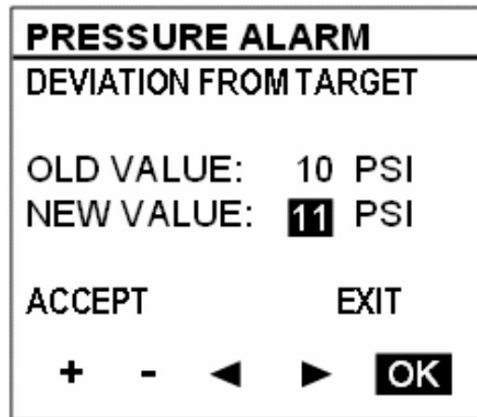 PRESSURE ALARM
DEVIATION FROM TARGET
OLD VALUE: 10 PSI
NEW VALUE: 11 PSI
ACCEPT EXIT
+ - ◄ ► OK